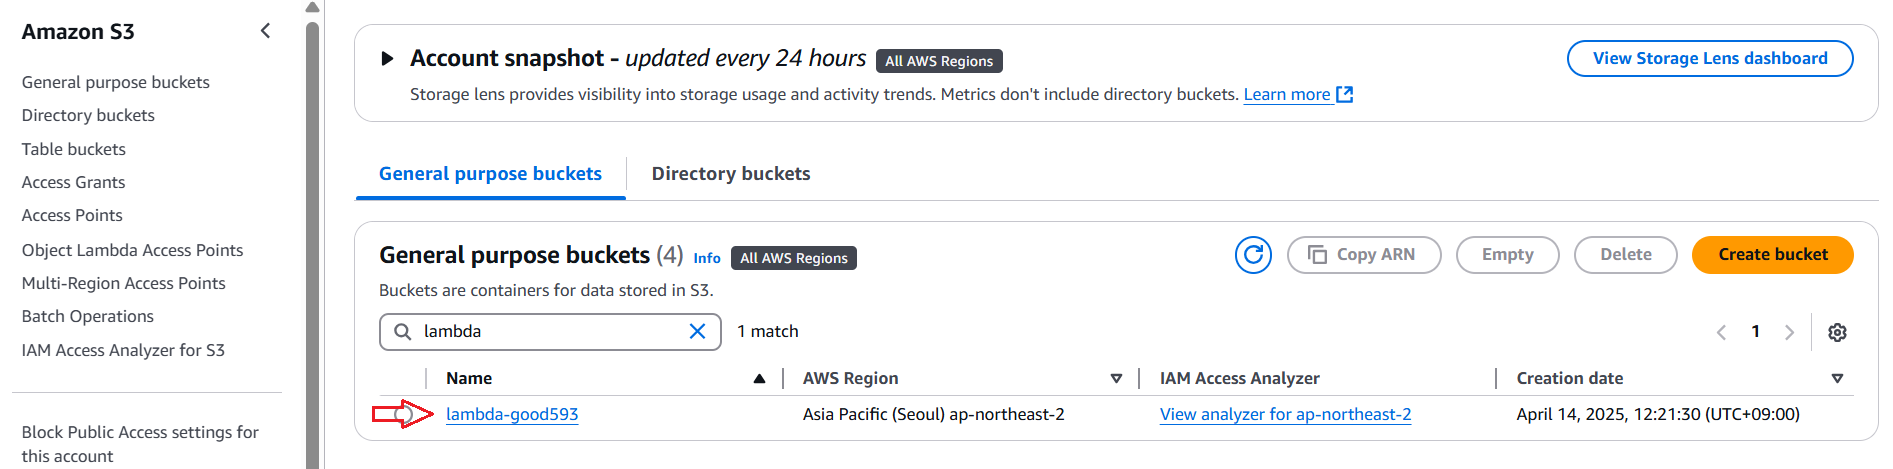 Amazon S3
General purpose buckets
Directory buckets
Table buckets
Access Grants
Access Points
Object Lambda Access Points
Multi-Region Access Points
Batch Operations
IAM Access Analyzer for S3
Block Public Access settings for
this account
Account snapshot - updated every 24 hours All AWS Regions
View Storage Lens dashboard
Storage lens provides visibility into storage usage and activity trends. Metrics don't include directory buckets. Learn more
General purpose buckets Directory buckets
General purpose buckets (4) Info All AWS Regions
Copy ARN Empty Delete Create bucket
Buckets are containers for data stored in S3.
lambda 1 match
1
Name AWS Region IAM Access Analyzer Creation date
lambda-good593 Asia Pacific (Seoul) ap-northeast-2 View analyzer for ap-northeast-2 April 14, 2025, 12:21:30 (UTC+09:00)